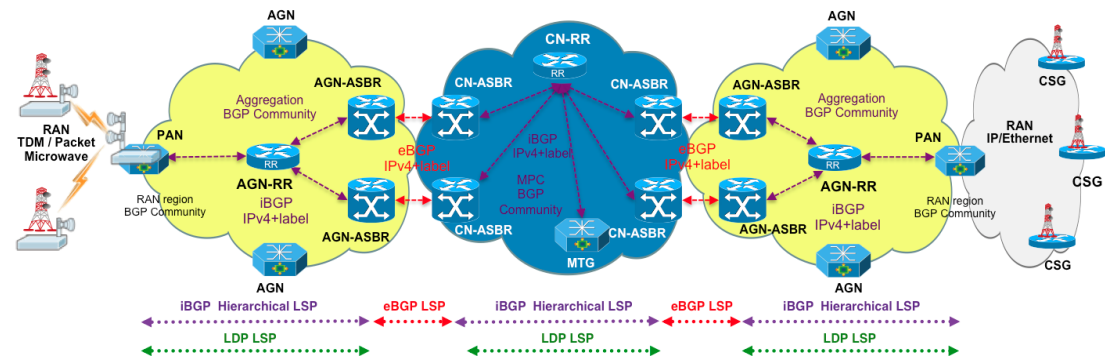 AGN
AGN
CN-RR
RR
CSG
AGN-ASBR
CN-ASBR
CN-ASBR
AGN-ASBR
RAN
TDM / Packet
Microwave
PAN
Aggregation
BGP Community
RR
AGN-RR
iBGP
IPv4+label
RAN region
BGP Community
eBGP
IPv4+label
iBGP
IPv4+label
MPC
BGP
Community
eBGP
IPv4+label
Aggregation
BGP Community
RR
AGN-RR
iBGP
IPv4+label
PAN
RAN region
BGP Community
RAN
IP/Ethernet
CSG
CSG
AGN-ASBR
CN-ASBR
MTG
CN-ASBR
AGN-ASBR
AGN
AGN
iBGP Hierarchical LSP
eBGP LSP
iBGP Hierarchical LSP
eBGP LSP
iBGP Hierarchical LSP
LDP LSP
LDP LSP
LDP LSP